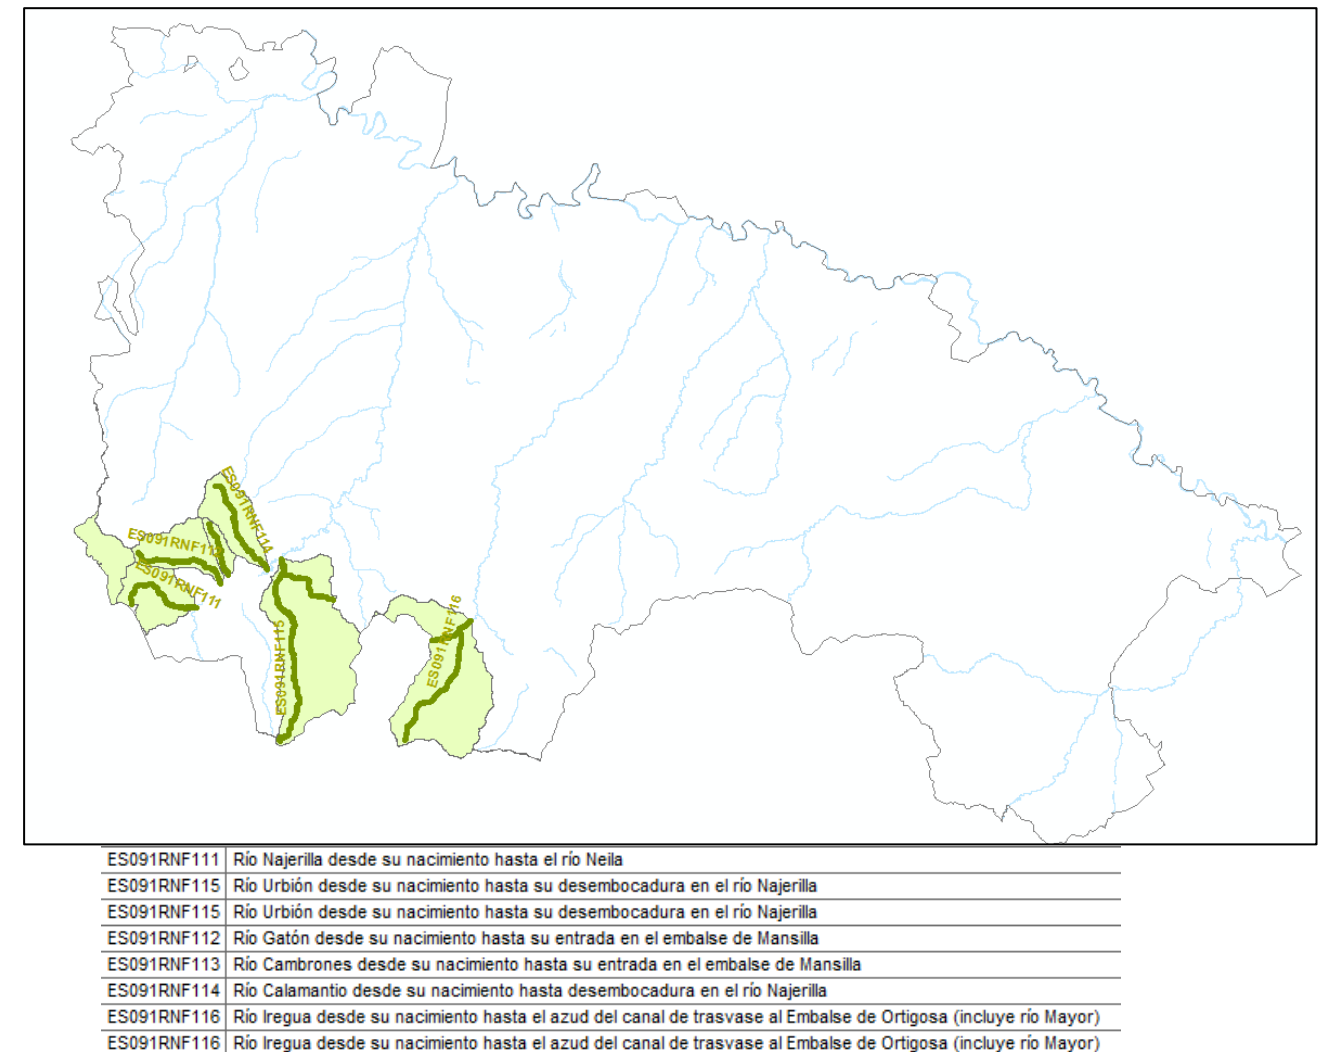 ES091RNF114
ES091RNF112
ES091RNF111
ES091RNF115
ES091RNF116
ES091RNF111 Río Najerilla desde su nacimiento hasta el río Neila
ES091RNF115 Río Urbión desde su nacimiento hasta su desembocadura en el río Najerilla
ES091RNF115 Río Urbión desde su nacimiento hasta su desembocadura en el río Najerilla
ES091RNF112 Río Gatón desde su nacimiento hasta su entrada en el embalse de Mansilla
ES091RNF113 Río Cambrones desde su nacimiento hasta su entrada en el embalse de Mansilla
ES091RNF114 Río Calamantio desde su nacimiento hasta desembocadura en el río Najerilla
ES091RNF116 Río Iregua desde su nacimiento hasta el azud del canal de trasvase al Embalse de Ortigosa (incluye río Mayor)
ES091RNF116 Río Iregua desde su nacimiento hasta el azud del canal de trasvase al Embalse de Ortigosa (incluye río Mayor)